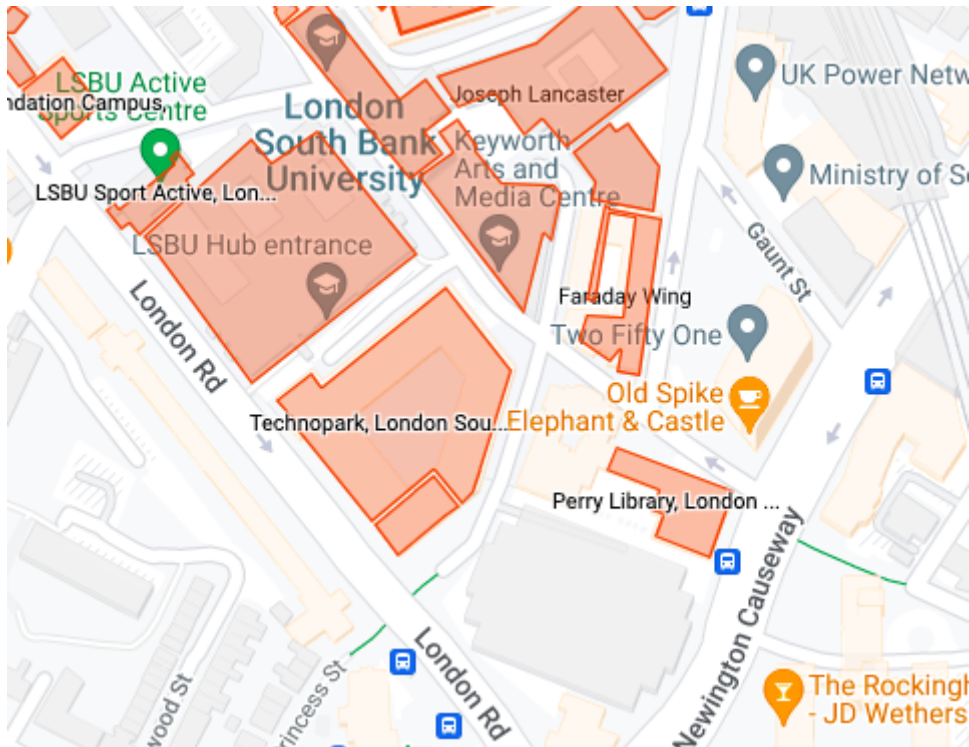 LSBU Active
Sports Centre
ndation Campus,
LSBU Sport Active, Lon...
London
South Bank
University
Joseph Lancaster
Keyworth
Arts and
Media Centre
UK Power Netw
Ministry of Se
LSBU Hub entrance
Gaunt St
London Rd
Faraday Wing
Two Fifty One
Old Spike
Elephant & Castle
Technopark, London Sou...
Perry Library, London ...
Newington Causeway
London Rd
Princess St
wood St
The Rockingh
- JD Wethers